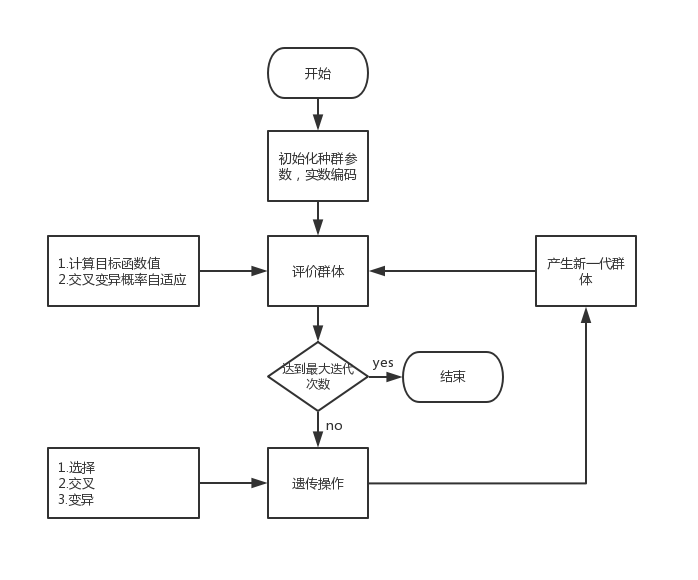 开始
初始化种群参
数，实数编码
1.计算目标函数值
2.交叉变异概率自适应
评价群体
产生新一代群
体
达到最大迭代
次数
yes
结束
no
1.选择
2.交叉
3.变异
遗传操作